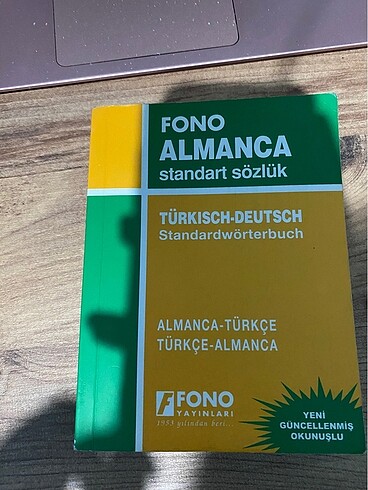 FONO
ALMANCA
standart sözlük
TÜRKISCH-DEUTSCH
Standardwörterbuch
ALMANCA-TÜRKÇE
TÜRKÇE-ALMANCA
FONO
YAYINLARI
1953 yılından beri...
YENİ
GÜNCELLENMİŞ
OKUNUŞLU